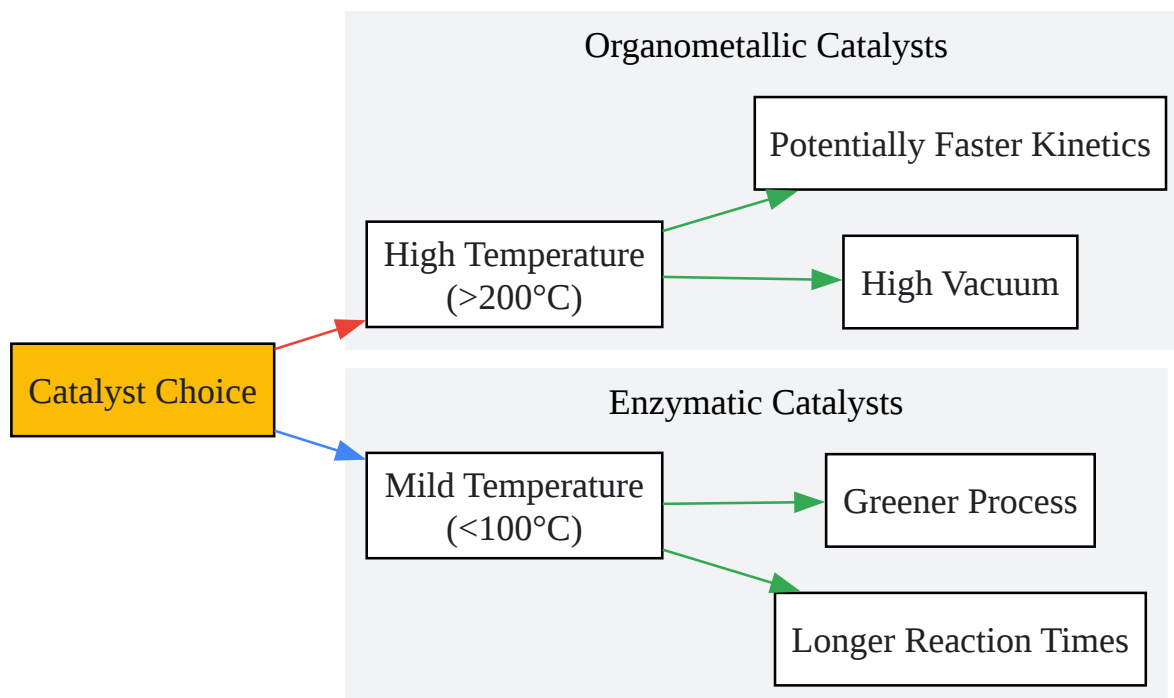 Organometallic Catalysts
Potentially Faster Kinetics
High Temperature
(>200°C)
High Vacuum
Catalyst Choice
Enzymatic Catalysts
Mild Temperature
(<100°C)
Greener Process
Longer Reaction Times